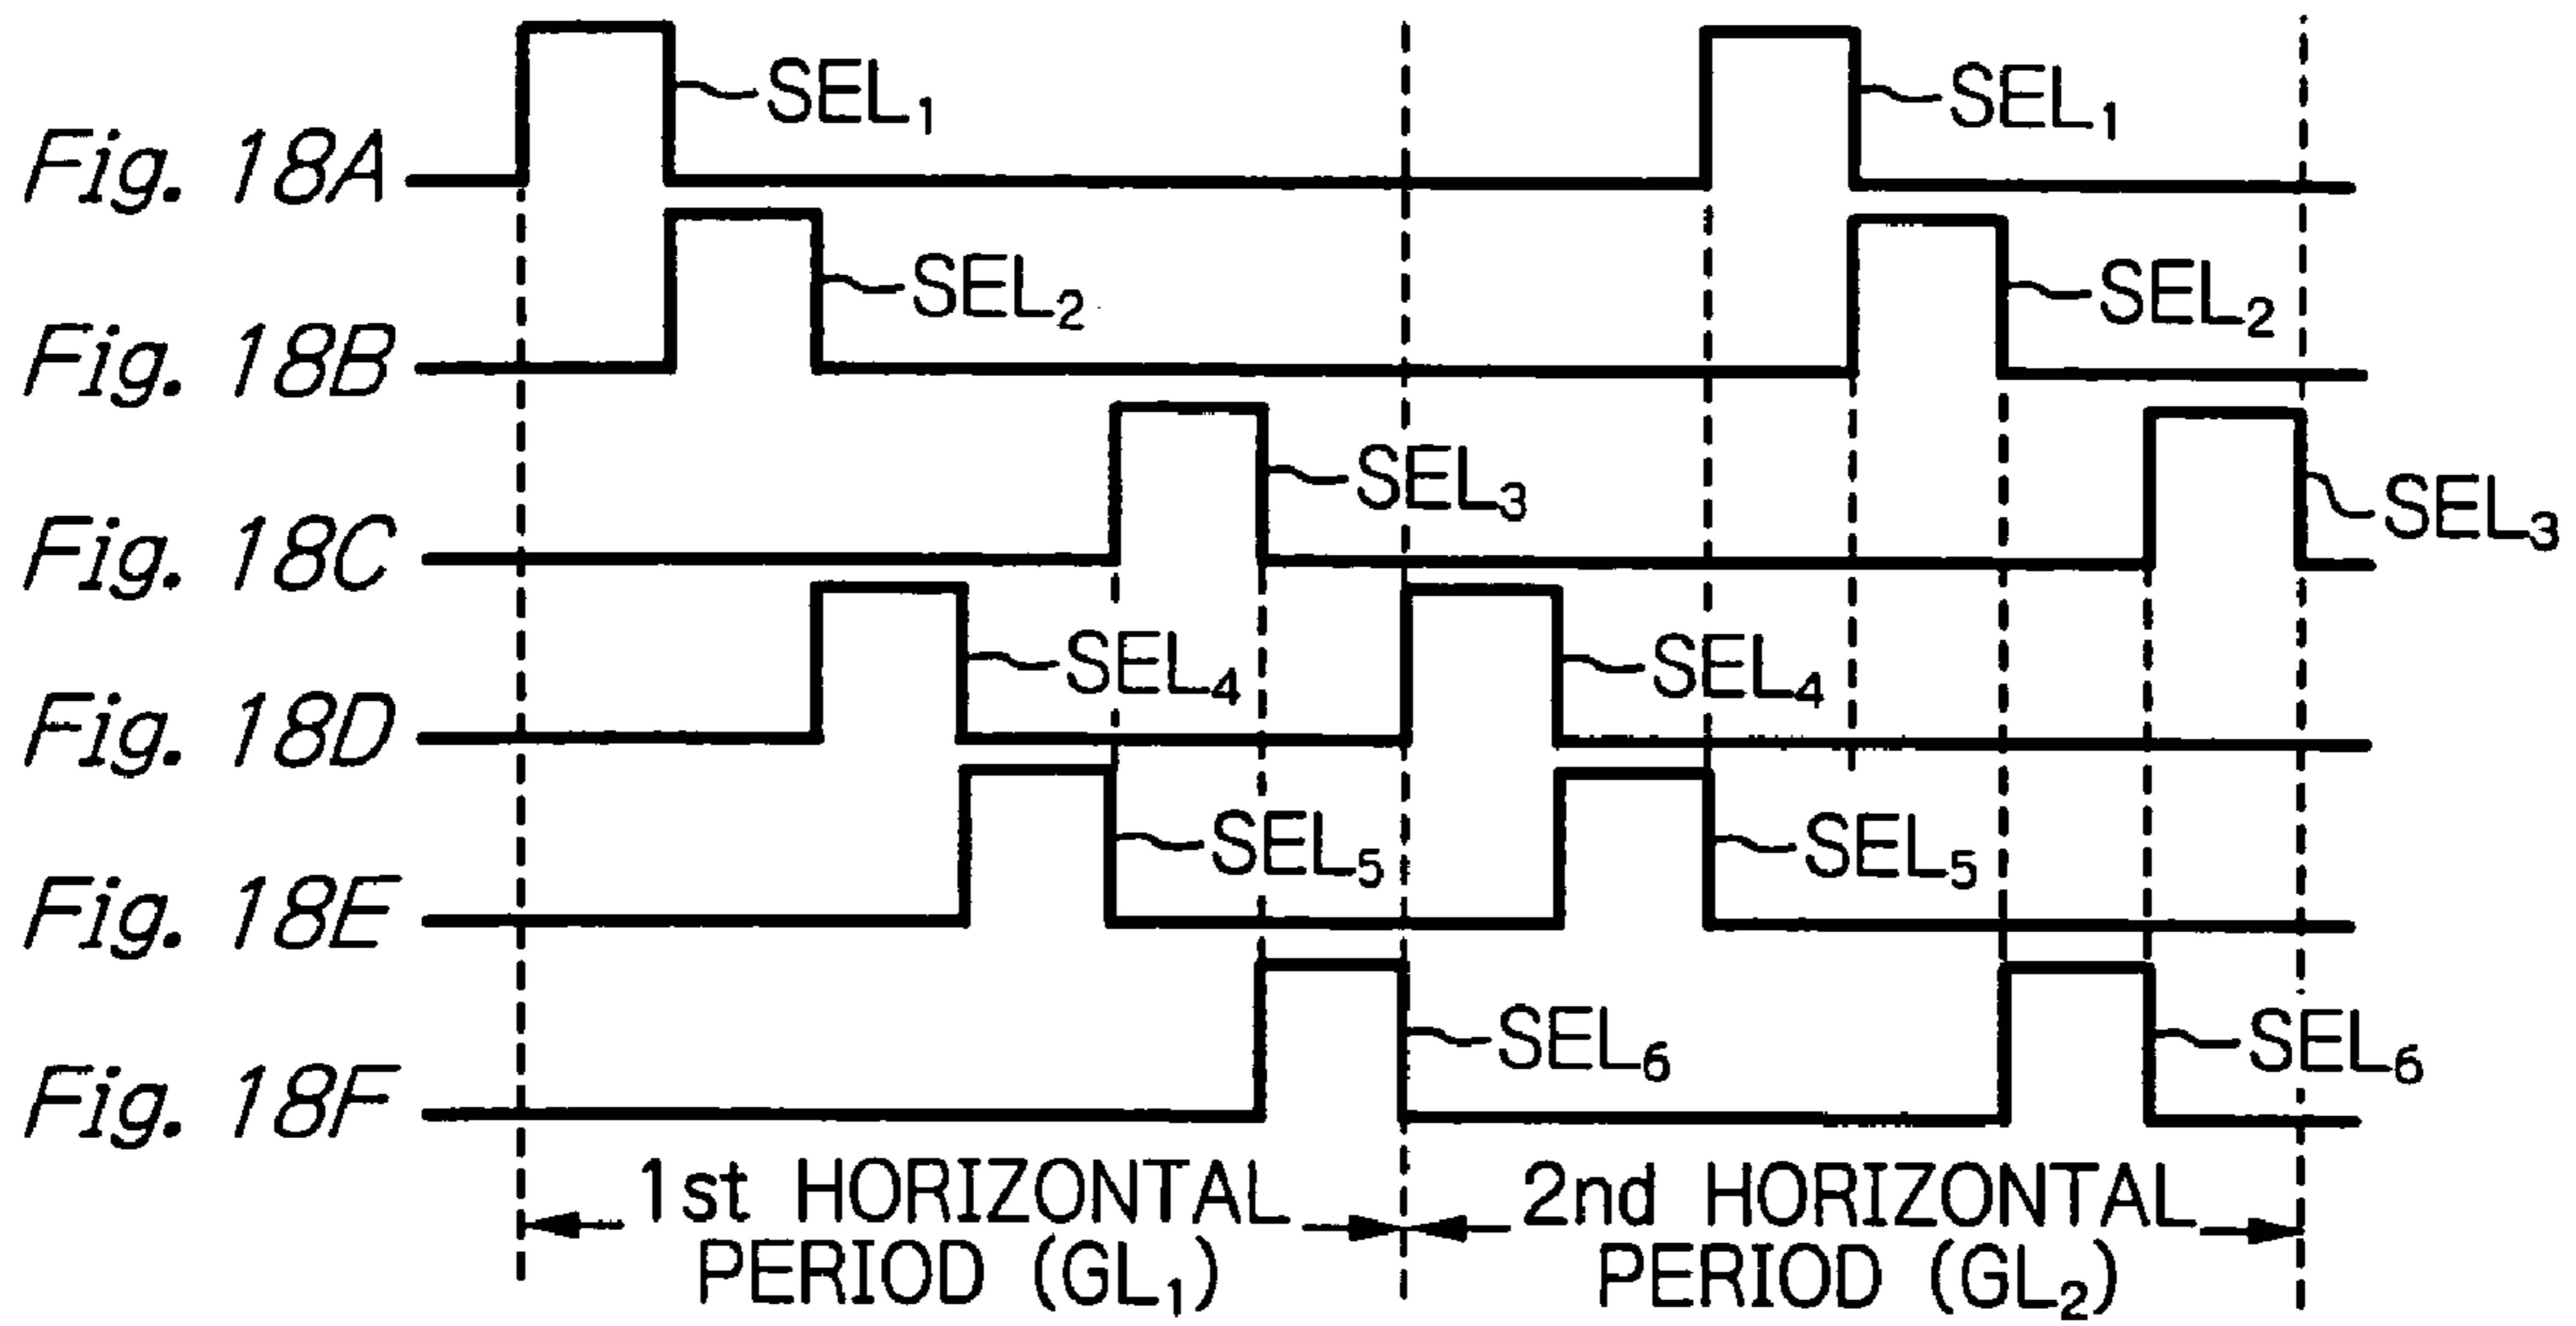 Fig. 18A SEL₁ SEL₁
Fig. 18B SEL₂ SEL₂
Fig. 18C SEL₃ SEL₃
Fig. 18D SEL₄ SEL₄
Fig. 18E SEL₅ SEL₅
Fig. 18F SEL₆ SEL₆
1st HORIZONTAL PERIOD (GL₁)
2nd HORIZONTAL PERIOD (GL₂)